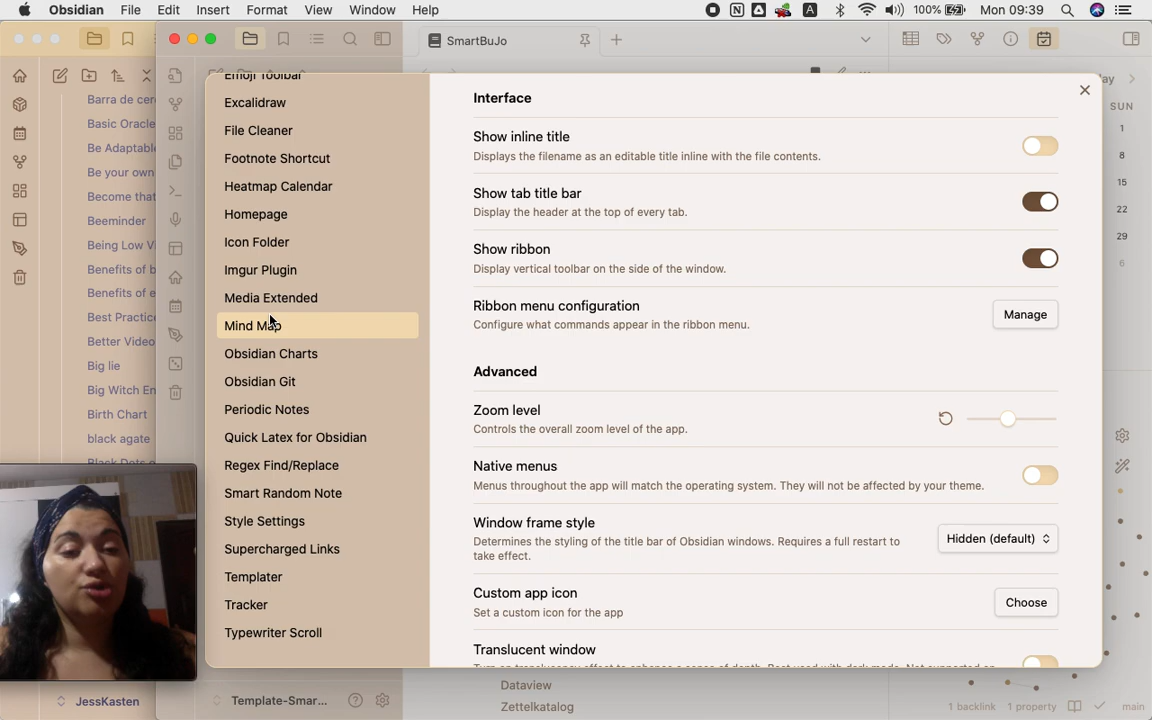 Obsidian File Edit Insert Format View Window Help
100% Mon 09:39
SmartBuJo
Barra de cer
Basic Oracle
Be Adaptable
Be your own
Become that
Beeminder
Being Low Vi
Benefits of b
Benefits of e
Best Practice
Better Video
Big lie
Big Witch En
Birth Chart
black agate
JessKasten
Emoji Toolbar
Excalidraw
File Cleaner
Footnote Shortcut
Heatmap Calendar
Homepage
Icon Folder
Imgur Plugin
Media Extended
Mind Map
Obsidian Charts
Obsidian Git
Periodic Notes
Quick Latex for Obsidian
Regex Find/Replace
Smart Random Note
Style Settings
Supercharged Links
Templater
Tracker
Typewriter Scroll
Template-Smar...
Interface
Show inline title
Displays the filename as an editable title inline with the file contents.
Show tab title bar
Display the header at the top of every tab.
Show ribbon
Display vertical toolbar on the side of the window.
Ribbon menu configuration
Configure what commands appear in the ribbon menu.
Manage
Advanced
Zoom level
Controls the overall zoom level of the app.
Native menus
Menus throughout the app will match the operating system. They will not be affected by your theme.
Window frame style
Determines the styling of the title bar of Obsidian windows. Requires a full restart to
take effect.
Hidden (default)
Custom app icon
Set a custom icon for the app
Choose
Translucent window
Dataview
Zettelkatalog
ay
SUN
1
8
15
22
29
6
1 backlink 1 property main